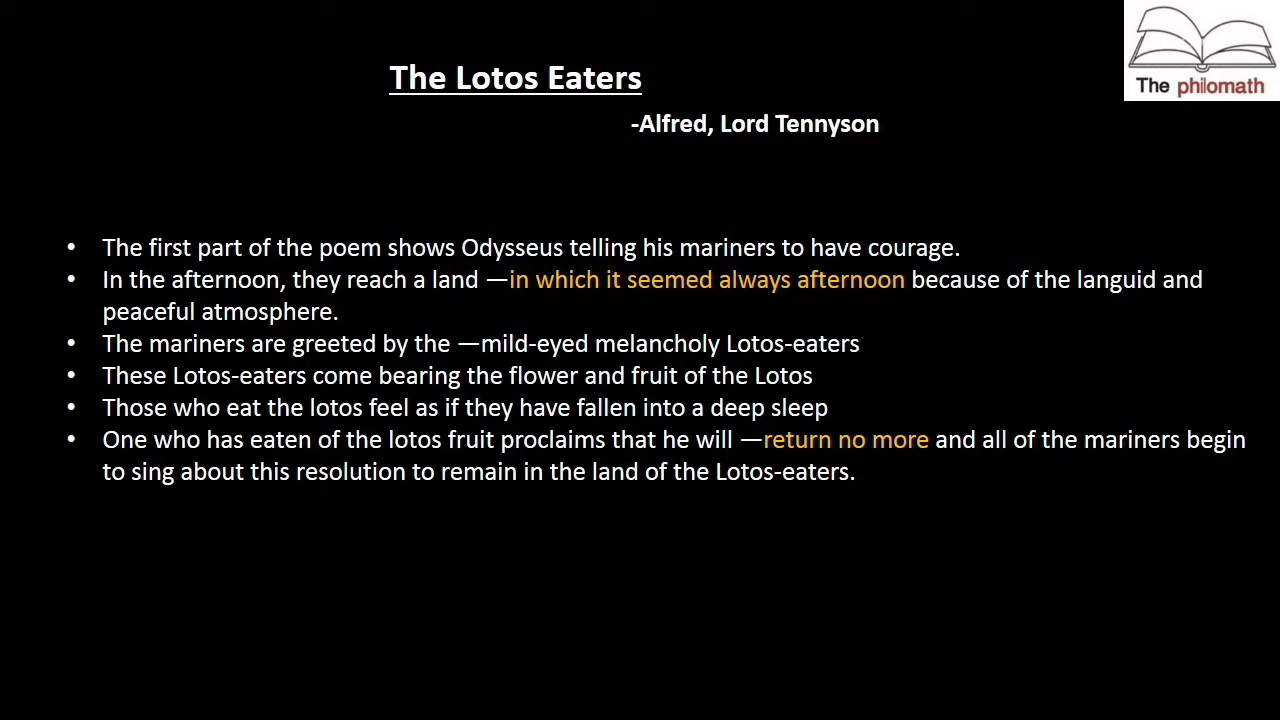 The philomath
The Lotos Eaters
-Alfred, Lord Tennyson
• The first part of the poem shows Odysseus telling his mariners to have courage.
• In the afternoon, they reach a land —in which it seemed always afternoon because of the languid and
peaceful atmosphere.
• The mariners are greeted by the —mild-eyed melancholy Lotos-eaters
• These Lotos-eaters come bearing the flower and fruit of the Lotos
• Those who eat the lotos feel as if they have fallen into a deep sleep
• One who has eaten of the lotos fruit proclaims that he will —return no more and all of the mariners begin
to sing about this resolution to remain in the land of the Lotos-eaters.